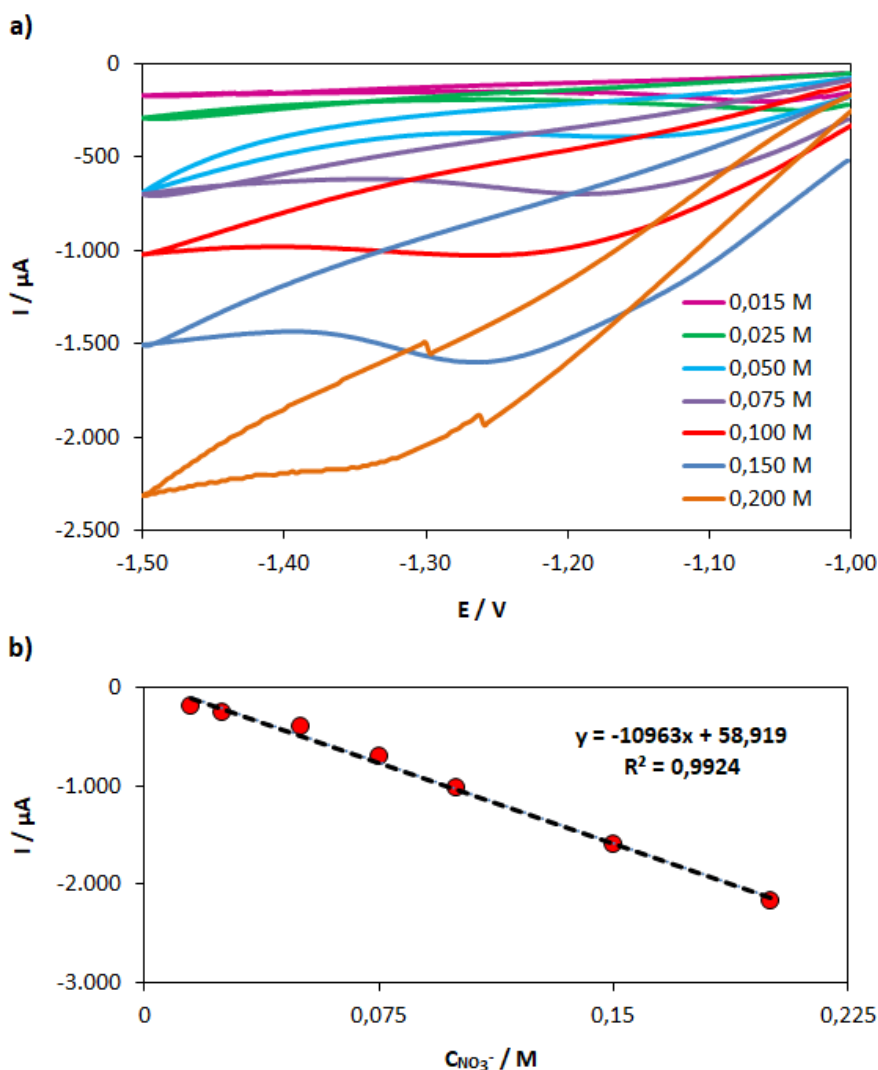 a)
0
-500
-1.000
-1.500
-2.000
-2.500
I / µA
-1,50
-1,40
-1,30
-1,20
-1,10
-1,00
E / V
0,015 M
0,025 M
0,050 M
0,075 M
0,100 M
0,150 M
0,200 M
b)
0
-1.000
-2.000
-3.000
I / µA
y = -10963x + 58,919
R² = 0,9924
0
0,075
0,15
0,225
C_NO₃⁻ / M